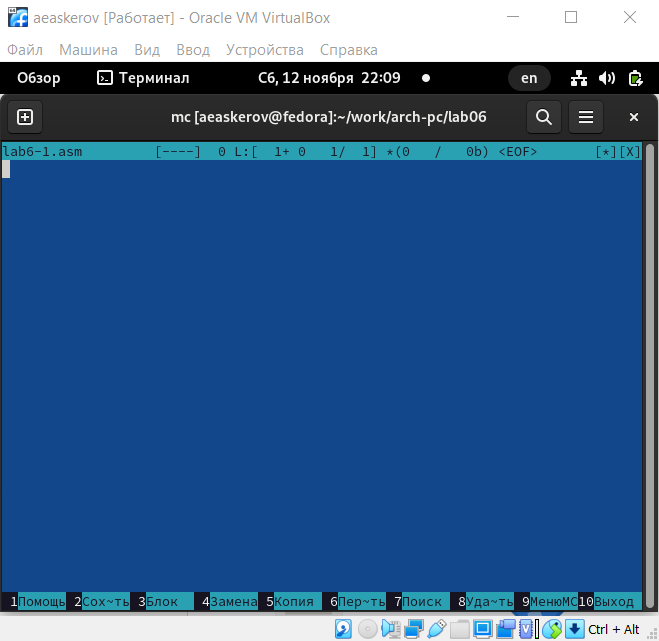 aeaskerov [Работает] - Oracle VM VirtualBox
Файл Машина Вид Ввод Устройства Справка
Обзор Терминал Сб, 12 ноября 22:09 en
mc [aeaskerov@fedora]:~/work/arch-pc/lab06
lab6-1.asm [----] 0 L:[ 1+ 0 1/ 1] *(0 / 0b) <EOF> [*][X]
1Помощь 2Сох~ть 3Блок 4Замена 5Копия 6Пер~ть 7Поиск 8Уда~ть 9МенюMC 10Выход
Ctrl + Alt